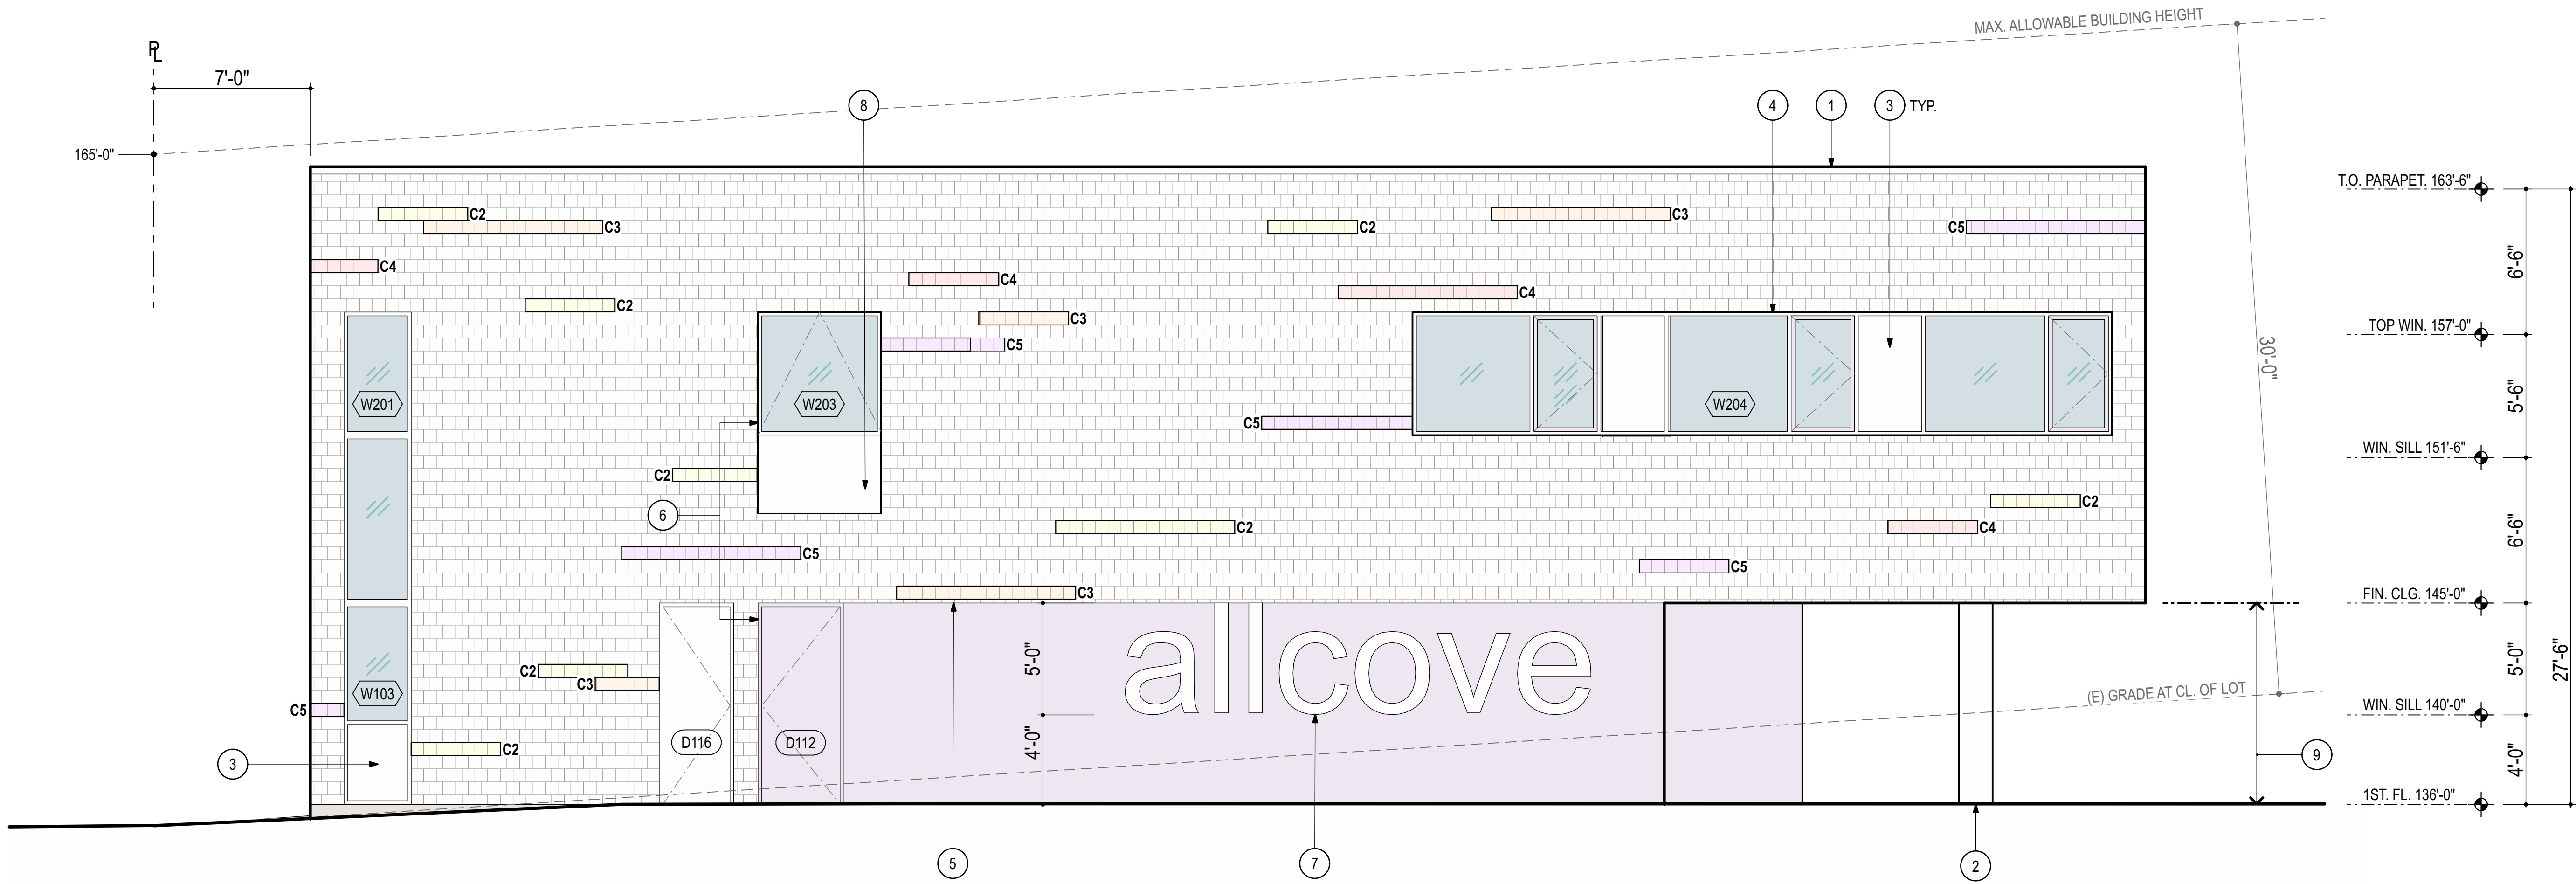 MAX. ALLOWABLE BUILDING HEIGHT
PL
7'-0"
8
4
1
3 TYP.
165'-0"
T.O. PARAPET. 163'-6"
C2
C3
C2
C3
C5
C4
C4
C4
6'-6"
C2
C3
C5
TOP WIN. 157'-0"
30'-0"
W201
W203
W204
5'-6"
C5
WIN. SILL 151'-6"
C2
6
C2
C2
C4
6'-6"
C5
C5
C3
FIN. CLG. 145'-0"
allcove
5'-0"
5'-0"
27'-6"
C2
C3
W103
(E) GRADE AT CL. OF LOT
C5
WIN. SILL 140'-0"
D116
D112
4'-0"
C2
3
9
4'-0"
1ST. FL. 136'-0"
5
7
2